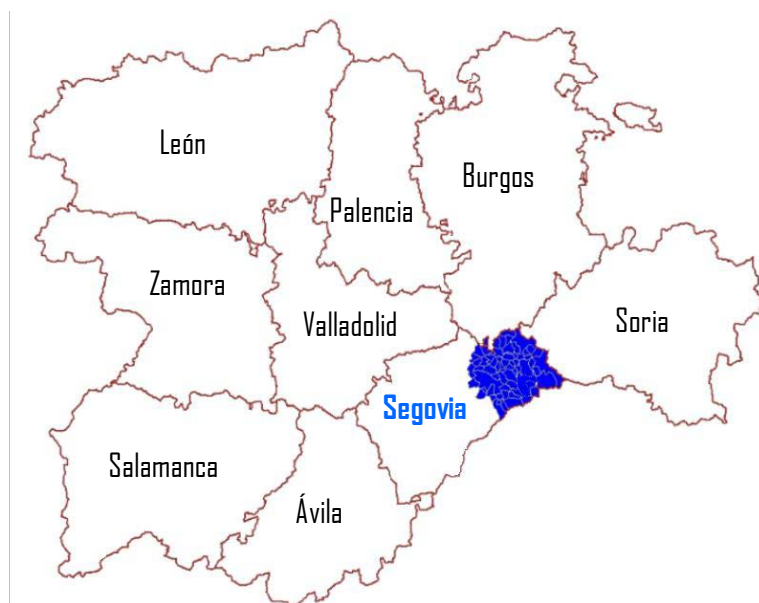 León
Burgos
Palencia
Zamora
Valladolid
Soria
Segovia
Salamanca
Ávila